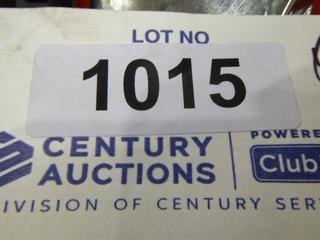 LOT NO
1015
CENTURY POWERE
AUCTIONS Club
IVISION OF CENTURY SER